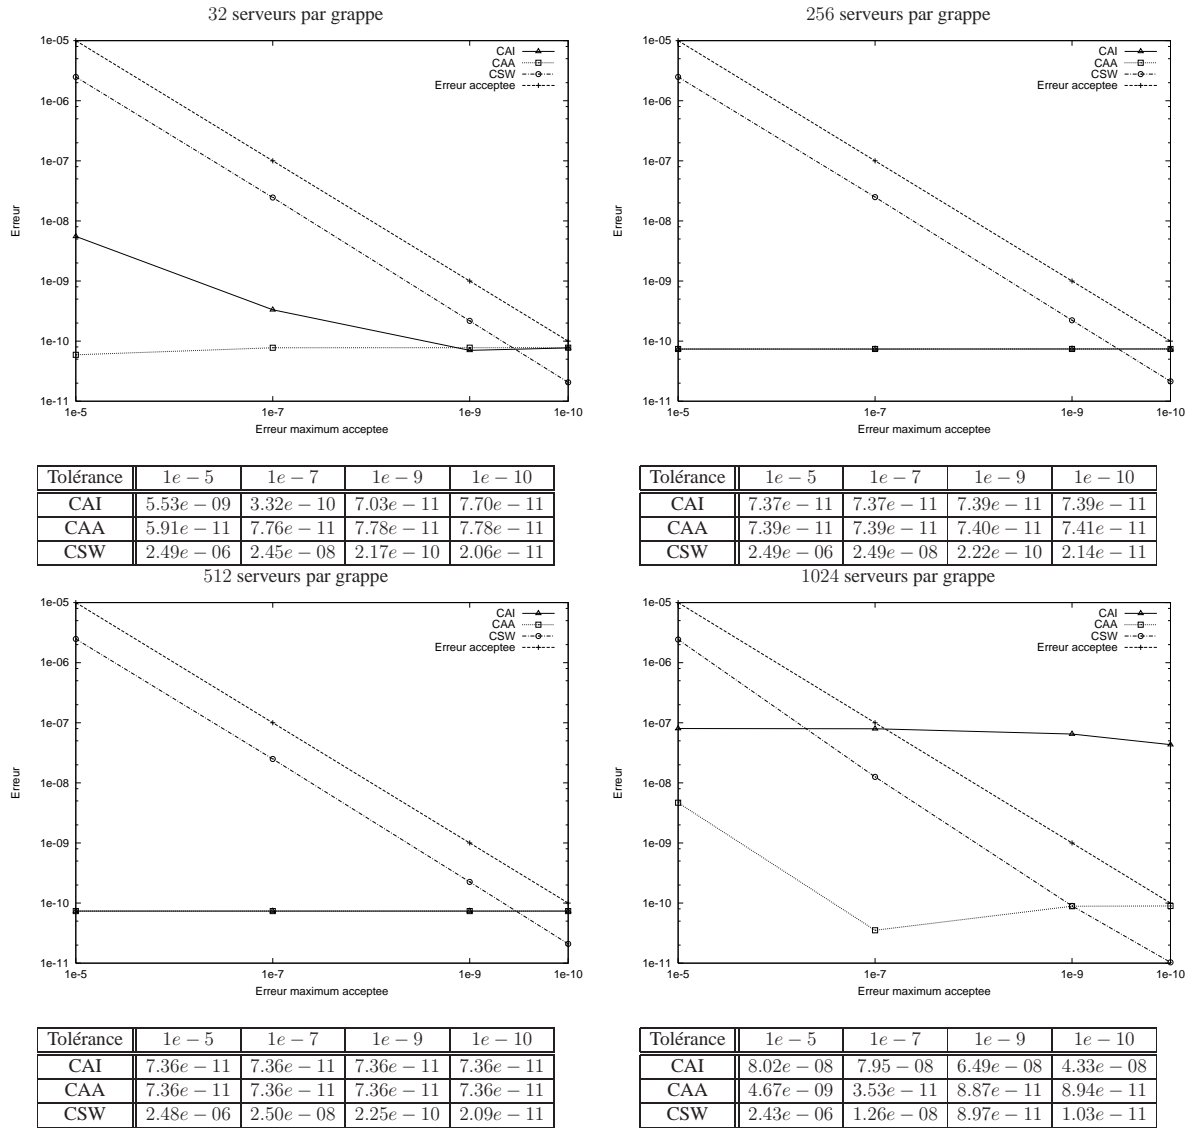 32 serveurs par grappe
1e-05
1e-06
1e-07
1e-08
1e-09
1e-10
1e-11
Erreur
CAI
CAA
CSW
Erreur acceptee
1e-5 1e-7 1e-9 1e-10
Erreur maximum acceptee
Tolérance 1e − 5 1e − 7 1e − 9 1e − 10
CAI 5.53e − 09 3.32e − 10 7.03e − 11 7.70e − 11
CAA 5.91e − 11 7.76e − 11 7.78e − 11 7.78e − 11
CSW 2.49e − 06 2.45e − 08 2.17e − 10 2.06e − 11
256 serveurs par grappe
1e-05
1e-06
1e-07
1e-08
1e-09
1e-10
1e-11
Erreur
CAI
CAA
CSW
Erreur acceptee
1e-5 1e-7 1e-9 1e-10
Erreur maximum acceptee
Tolérance 1e − 5 1e − 7 1e − 9 1e − 10
CAI 7.37e − 11 7.37e − 11 7.39e − 11 7.39e − 11
CAA 7.39e − 11 7.39e − 11 7.40e − 11 7.41e − 11
CSW 2.49e − 06 2.49e − 08 2.22e − 10 2.14e − 11
512 serveurs par grappe
1e-05
1e-06
1e-07
1e-08
1e-09
1e-10
1e-11
Erreur
CAI
CAA
CSW
Erreur acceptee
1e-5 1e-7 1e-9 1e-10
Erreur maximum acceptee
Tolérance 1e − 5 1e − 7 1e − 9 1e − 10
CAI 7.36e − 11 7.36e − 11 7.36e − 11 7.36e − 11
CAA 7.36e − 11 7.36e − 11 7.36e − 11 7.36e − 11
CSW 2.48e − 06 2.50e − 08 2.25e − 10 2.09e − 11
1024 serveurs par grappe
1e-05
1e-06
1e-07
1e-08
1e-09
1e-10
1e-11
Erreur
CAI
CAA
CSW
Erreur acceptee
1e-5 1e-7 1e-9 1e-10
Erreur maximum acceptee
Tolérance 1e − 5 1e − 7 1e − 9 1e − 10
CAI 8.02e − 08 7.95 − 08 6.49e − 08 4.33e − 08
CAA 4.67e − 09 3.53e − 11 8.87e − 11 8.94e − 11
CSW 2.43e − 06 1.26e − 08 8.97e − 11 1.03e − 11